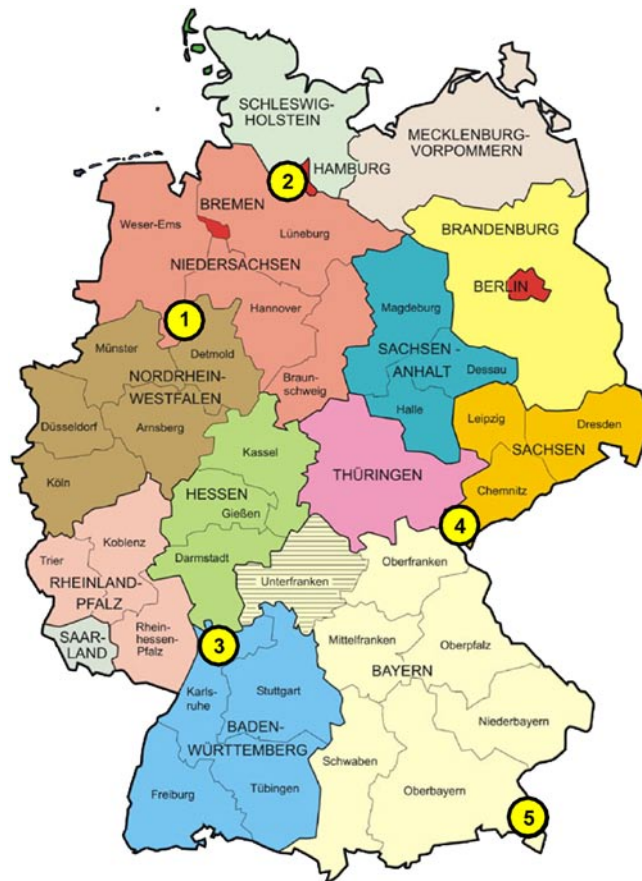 SCHLESWIG-
HOLSTEIN
MECKLENBURG-
VORPOMMERN
HAMBURG
2
BREMEN
Weser-Ems
Lüneburg
BRANDENBURG
NIEDERSACHSEN
BERLIN
Hannover
Magdeburg
1
Münster
Detmold
SACHSEN-
ANHALT
Dessau
NORDRHEIN-
WESTFALEN
Braun-
schweig
Halle
Leipzig
Dresden
Düsseldorf
Arnsberg
SACHSEN
Kassel
THÜRINGEN
Köln
HESSEN
Chemnitz
Gießen
4
Koblenz
Trier
Darmstadt
Oberfranken
RHEINLAND-
PFALZ
Unterfranken
SAAR-
LAND
Rhein-
hessen-
Pfalz
3
Mittelfranken
Oberpfalz
BAYERN
Karls-
ruhe
Stuttgart
Niederbayern
BADEN-
WÜRTTEMBERG
Schwaben
Freiburg
Tübingen
Oberbayern
5